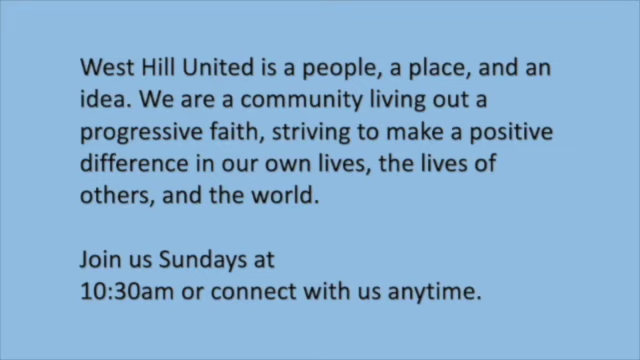 West Hill United is a people, a place, and an
idea. We are a community living out a
progressive faith, striving to make a positive
difference in our own lives, the lives of
others, and the world.
Join us Sundays at
10:30am or connect with us anytime.